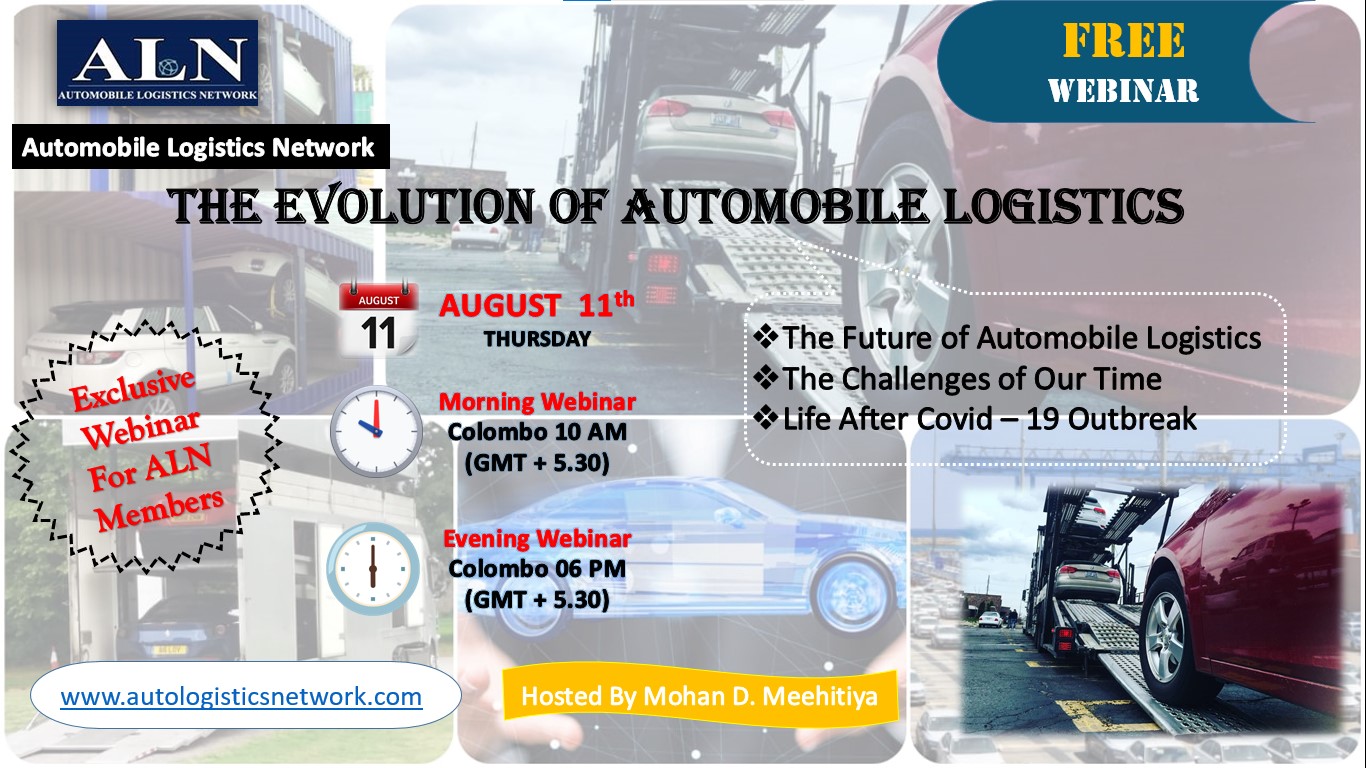 ALN
AUTOMOBILE LOGISTICS NETWORK
FREE
WEBINAR
Automobile Logistics Network
THE EVOLUTION OF AUTOMOBILE LOGISTICS
AUGUST
11
AUGUST 11th
THURSDAY
❖The Future of Automobile Logistics
❖The Challenges of Our Time
❖Life After Covid – 19 Outbreak
Exclusive
Webinar
For ALN
Members
Morning Webinar
Colombo 10 AM
(GMT + 5.30)
Evening Webinar
Colombo 06 PM
(GMT + 5.30)
www.autologisticsnetwork.com
Hosted By Mohan D. Meehitiya